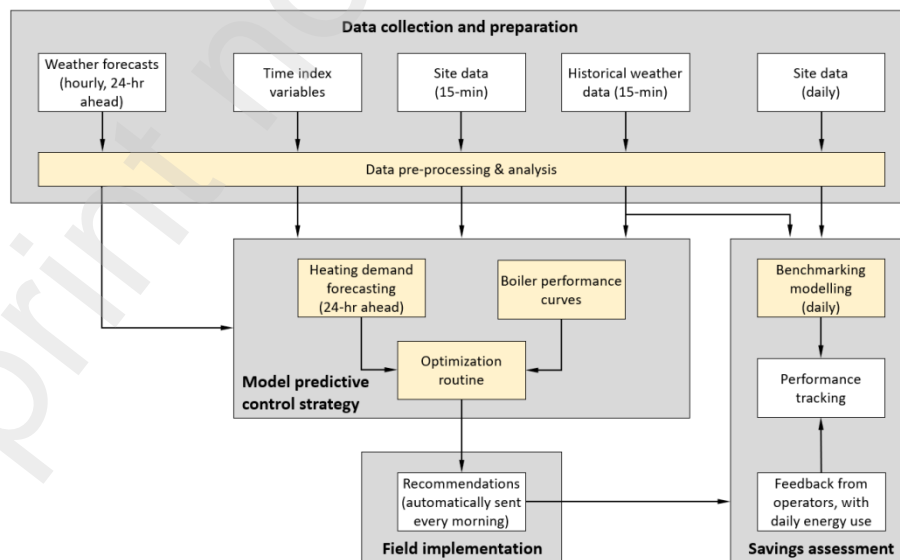 Data collection and preparation
Weather forecasts
(hourly, 24-hr
ahead)
Time index
variables
Site data
(15-min)
Historical weather
data (15-min)
Site data
(daily)
Data pre-processing & analysis
Heating demand
forecasting
(24-hr ahead)
Boiler performance
curves
Optimization
routine
Model predictive
control strategy
Benchmarking
modelling
(daily)
Performance
tracking
Feedback from
operators, with
daily energy use
Savings assessment
Recommendations
(automatically sent
every morning)
Field implementation
print